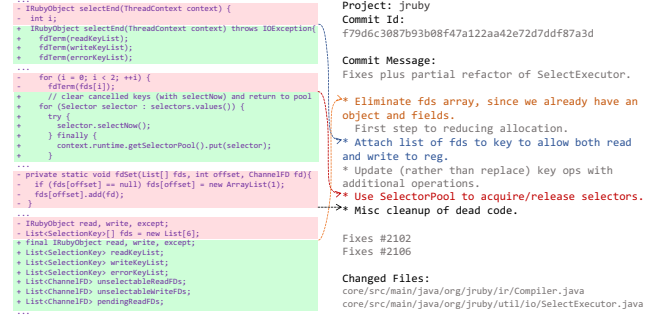 ...
- IRubyObject selectEnd(ThreadContext context) {
-  int i;
+  IRubyObject selectEnd(ThreadContext context) throws IOException{
+    fdTerm(readKeyList);
+    fdTerm(writeKeyList);
+    fdTerm(errorKeyList);
...
-    for (i = 0; i < 2; ++i) {
-      fdTerm(fds[i]);
+      // clear cancelled keys (with selectNow) and return to pool
+    for (Selector selector : selectors.values()) {
+      try {
+        selector.selectNow();
+      } finally {
+        context.runtime.getSelectorPool().put(selector);
+      }
...
- private static void fdSet(List[] fds, int offset, ChannelFD fd){
-   if (fds[offset] == null) fds[offset] = new ArrayList(1);
-   fds[offset].add(fd);
- }
...
- IRubyObject read, write, except;
- List<SelectionKey>[] fds = new List[6];
+ final IRubyObject read, write, except;
+ List<SelectionKey> readKeyList;
+ List<SelectionKey> writeKeyList;
+ List<SelectionKey> errorKeyList;
+ List<ChannelFD> unselectableReadFDs;
+ List<ChannelFD> unselectableWriteFDs;
+ List<ChannelFD> pendingReadFDs;
...
Project: jruby
Commit Id:
f79d6c3087b93b08f47a122aa42e72d7ddf87a3d
Commit Message:
Fixes plus partial refactor of SelectExecutor.
* Eliminate fds array, since we already have an
object and fields.
First step to reducing allocation.
* Attach list of fds to key to allow both read
and write to reg.
* Update (rather than replace) key ops with
additional operations.
* Use SelectorPool to acquire/release selectors.
* Misc cleanup of dead code.
Fixes #2102
Fixes #2106
Changed Files:
core/src/main/java/org/jruby/ir/Compiler.java
core/src/main/java/org/jruby/util/io/SelectExecutor.java